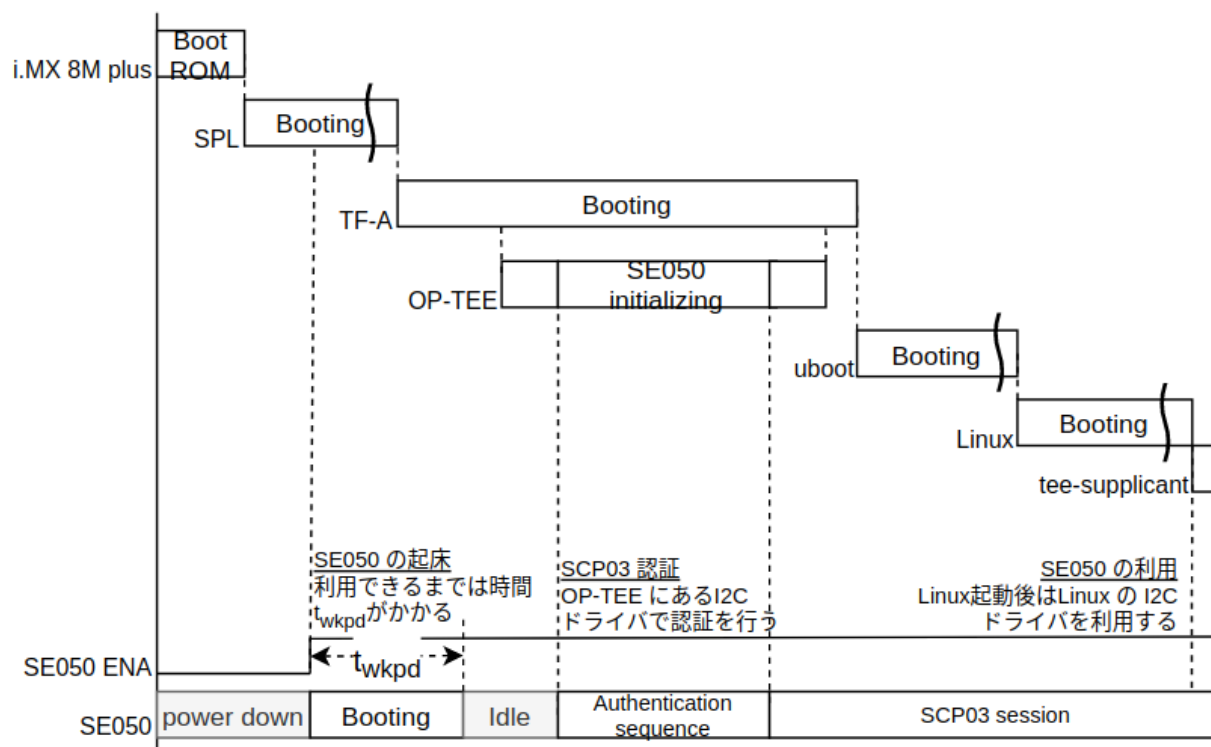 Boot
ROM
i.MX 8M plus
Booting
SPL
Booting
TF-A
SE050
initializing
OP-TEE
Booting
uboot
Booting
Linux
tee-supplicant
SE050 の起床
利用できるまでは時間
twkpdがかかる
SCP03 認証
OP-TEE にあるI2C
ドライバで認証を行う
SE050 の利用
Linux起動後はLinux の I2C
ドライバを利用する
SE050 ENA
twkpd
SE050
power down
Booting
Idle
Authentication
sequence
SCP03 session